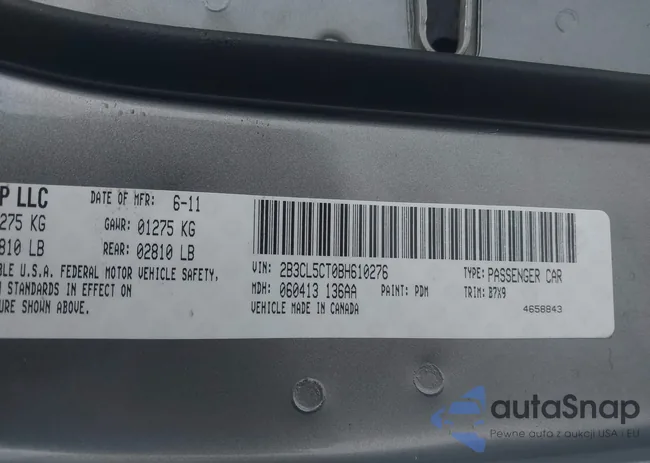 P LLC DATE OF MFR: 6-11
275 KG GAWR: 01275 KG
810 LB REAR: 02810 LB
BLE U.S.A. FEDERAL MOTOR VEHICLE SAFETY,
N STANDARDS IN EFFECT ON
URE SHOWN ABOVE.
VIN: 2B3CL5CT0BH610276 TYPE: PASSENGER CAR
MDH: 060413 136AA PAINT: PDM TRIM: B7X9
VEHICLE MADE IN CANADA 4658843
autaSnap
Pewne auta z aukcji USA i EU